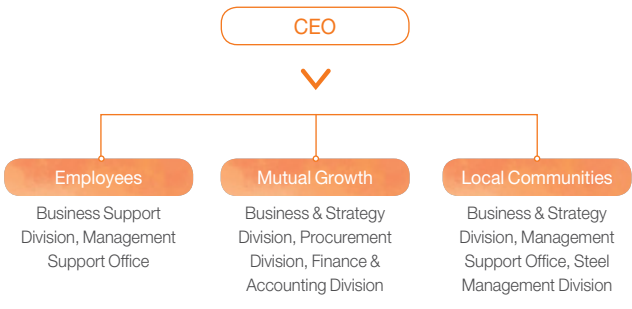 CEO
Employees
Business Support
Division, Management
Support Office
Mutual Growth
Business & Strategy
Division, Procurement
Division, Finance &
Accounting Division
Local Communities
Business & Strategy
Division, Management
Support Office, Steel
Management Division